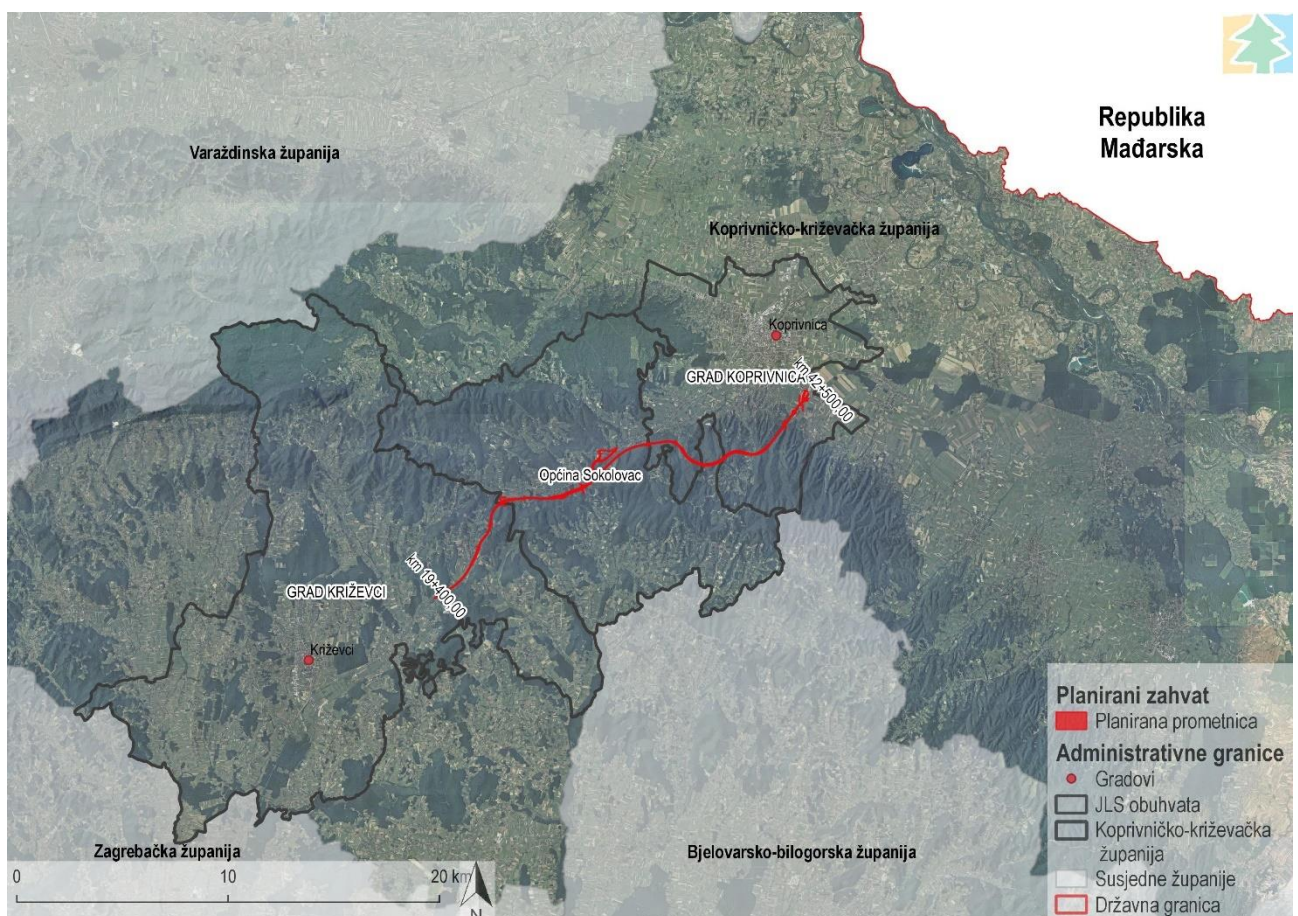 Republika
Mađarska
Varaždinska županija
Koprivničko-križevačka županija
Koprivnica
GRAD KOPRIVNICA
km 42+500,00
Općina Sokolovac
km 19+400,00
GRAD KRIŽEVCI
Križevci
Zagrebačka županija
Bjelovarsko-bilogorska županija
0 10 20 km
N
Planirani zahvat
Planirana prometnica
Administrativne granice
Gradovi
JLS obuhvata
Koprivničko-križevačka
županija
Susjedne županije
Državna granica